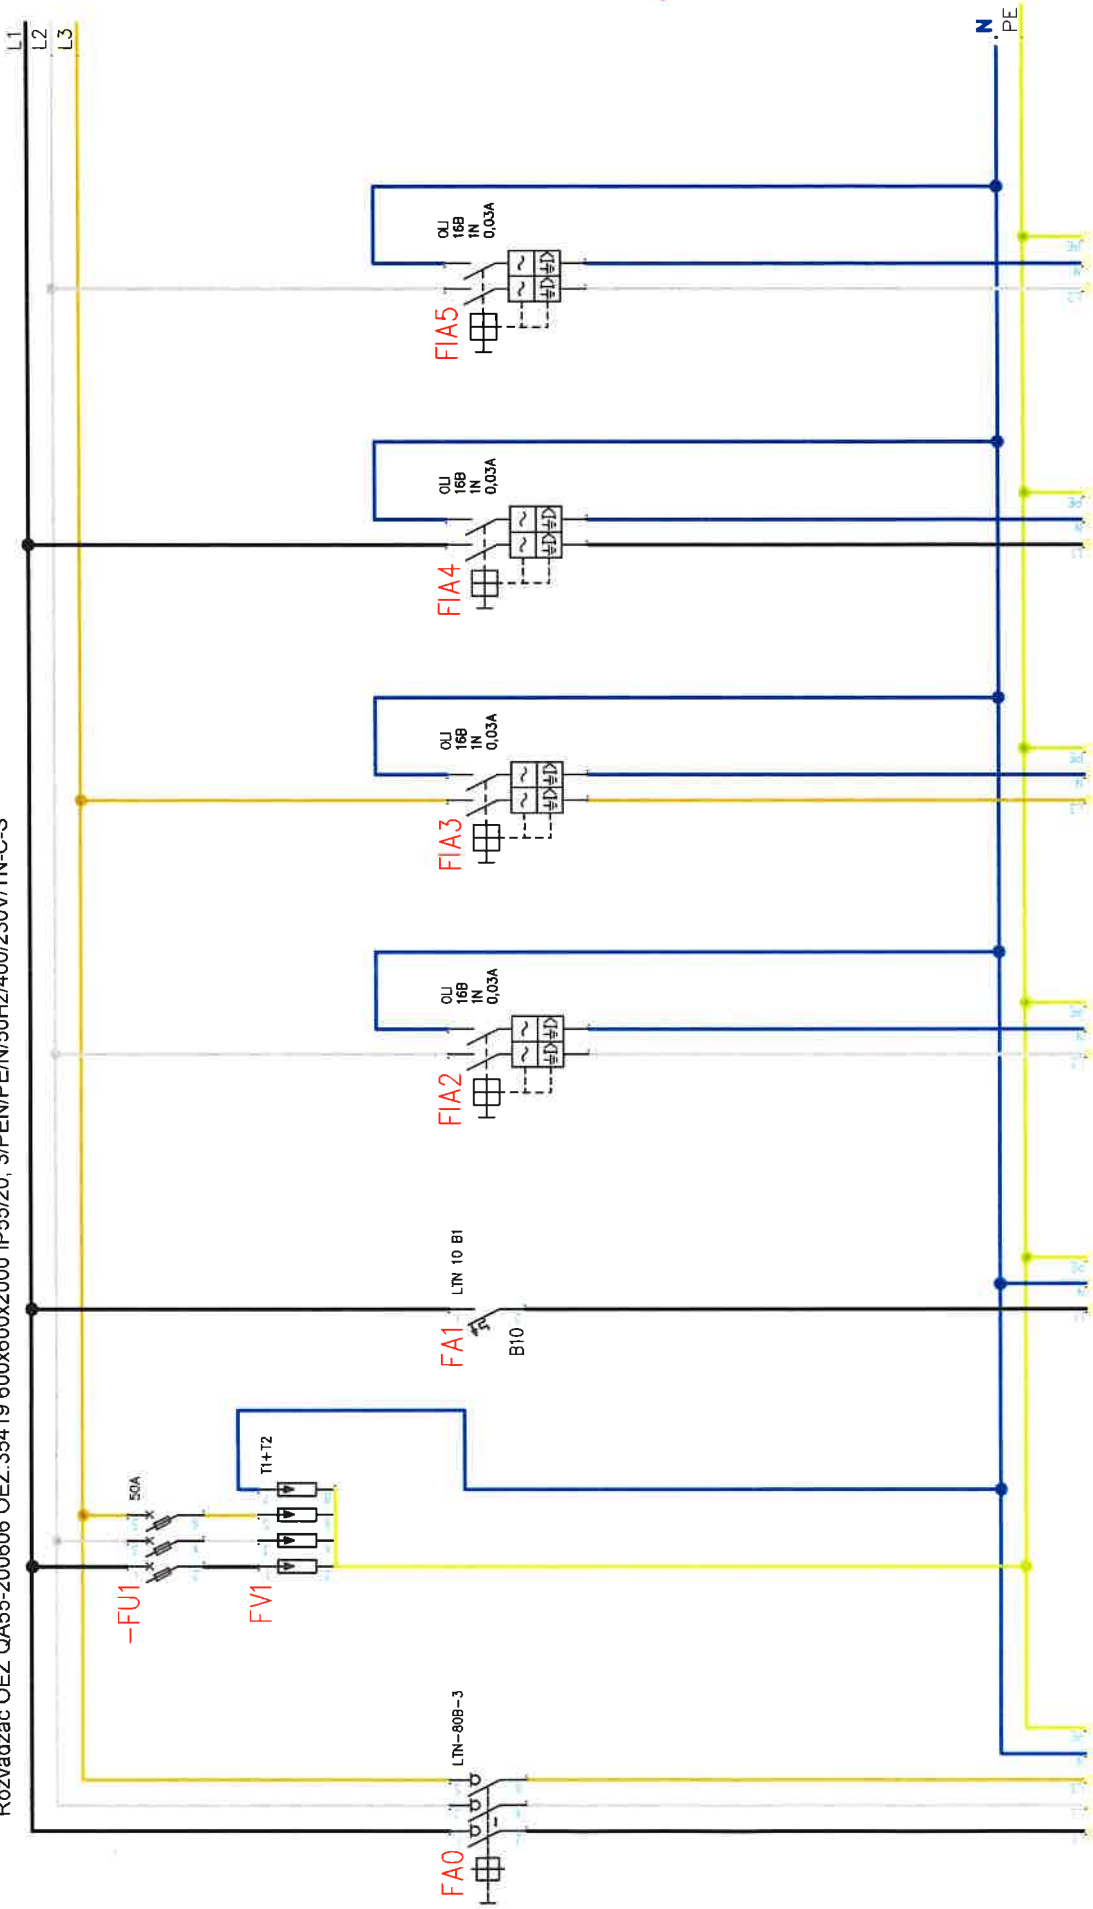 Rozvádzač OEZ QA55-200606 OEZ:35419 600x600x2000 IP55/20, 3/PEN/PE/N/50Hz/400/230V/TN-C-S
L1
L2
L3
-FU1
50A
FV1
T1+T2
FA0
LTN-80B-3
FA1
LTN 10 B1
B10
FIA2
OLI
16B
1N
0,03A
FIA3
OLI
16B
1N
0,03A
FIA4
OLI
16B
1N
0,03A
FIA5
OLI
16B
1N
0,03A
N
PE